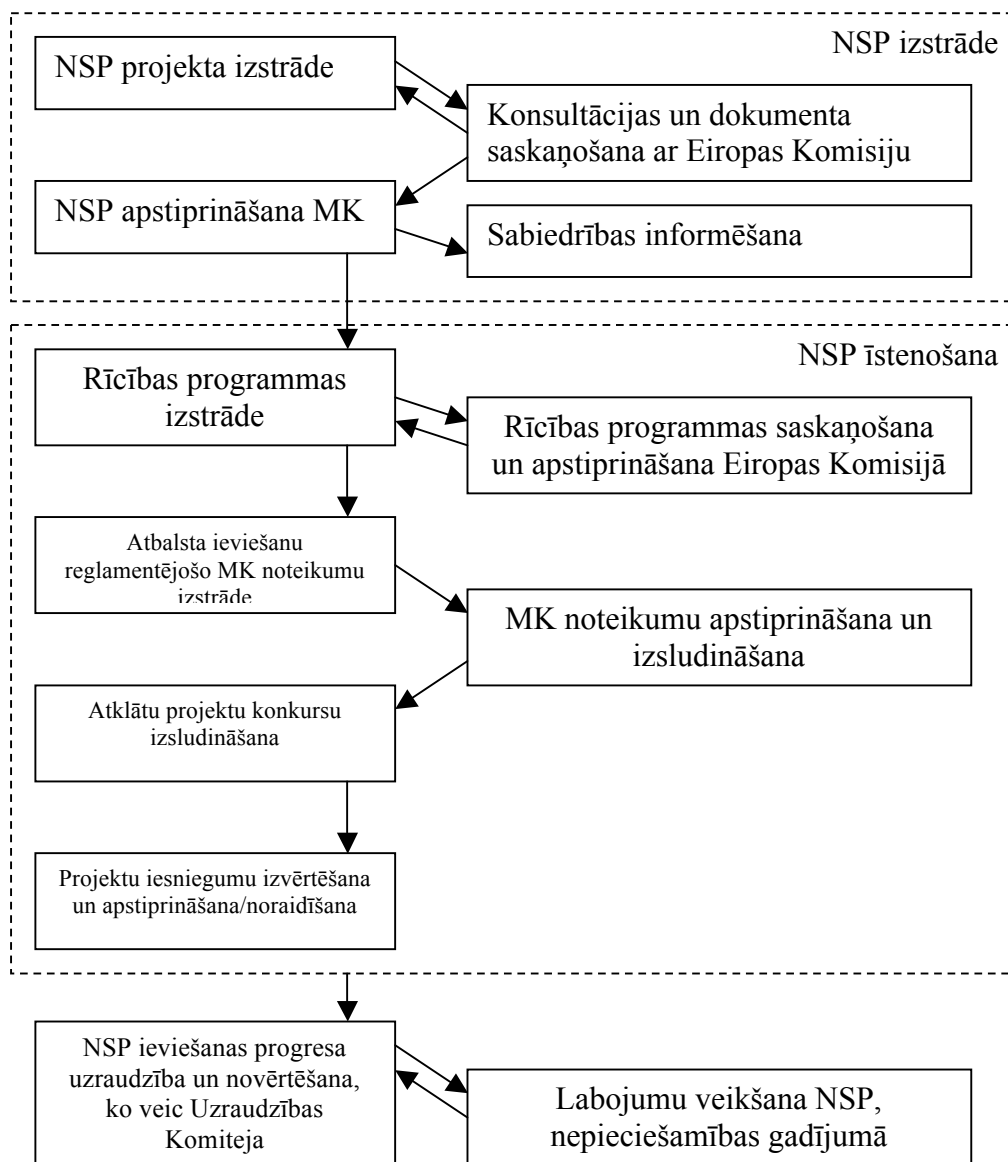 NSP izstrāde
NSP projekta izstrāde
Konsultācijas un dokumenta
saskaņošana ar Eiropas Komisiju
NSP apstiprināšana MK
Sabiedrības informēšana
NSP īstenošana
Rīcības programmas
izstrāde
Rīcības programmas saskaņošana
un apstiprināšana Eiropas Komisijā
Atbalsta ieviešanu
reglamentējošo MK noteikumu
izstrāde
MK noteikumu apstiprināšana un
izsludināšana
Atklātu projektu konkursu
izsludināšana
Projektu iesniegumu izvērtēšana
un apstiprināšana/noraidīšana
NSP ieviešanas progresa
uzraudzība un novērtēšana,
ko veic Uzraudzības
Komiteja
Labojumu veikšana NSP,
nepieciešamības gadījumā